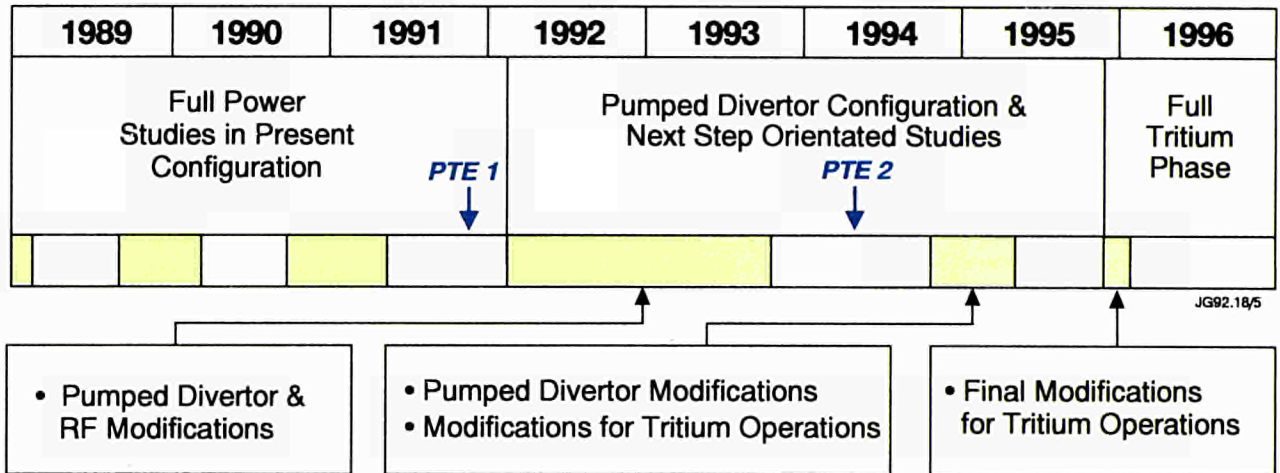 1989 1990 1991 1992 1993 1994 1995 1996
Full Power
Studies in Present
Configuration
PTE 1
Pumped Divertor Configuration &
Next Step Orientated Studies
PTE 2
Full
Tritium
Phase
JG92.18/5
• Pumped Divertor &
RF Modifications
• Pumped Divertor Modifications
• Modifications for Tritium Operations
• Final Modifications
for Tritium Operations